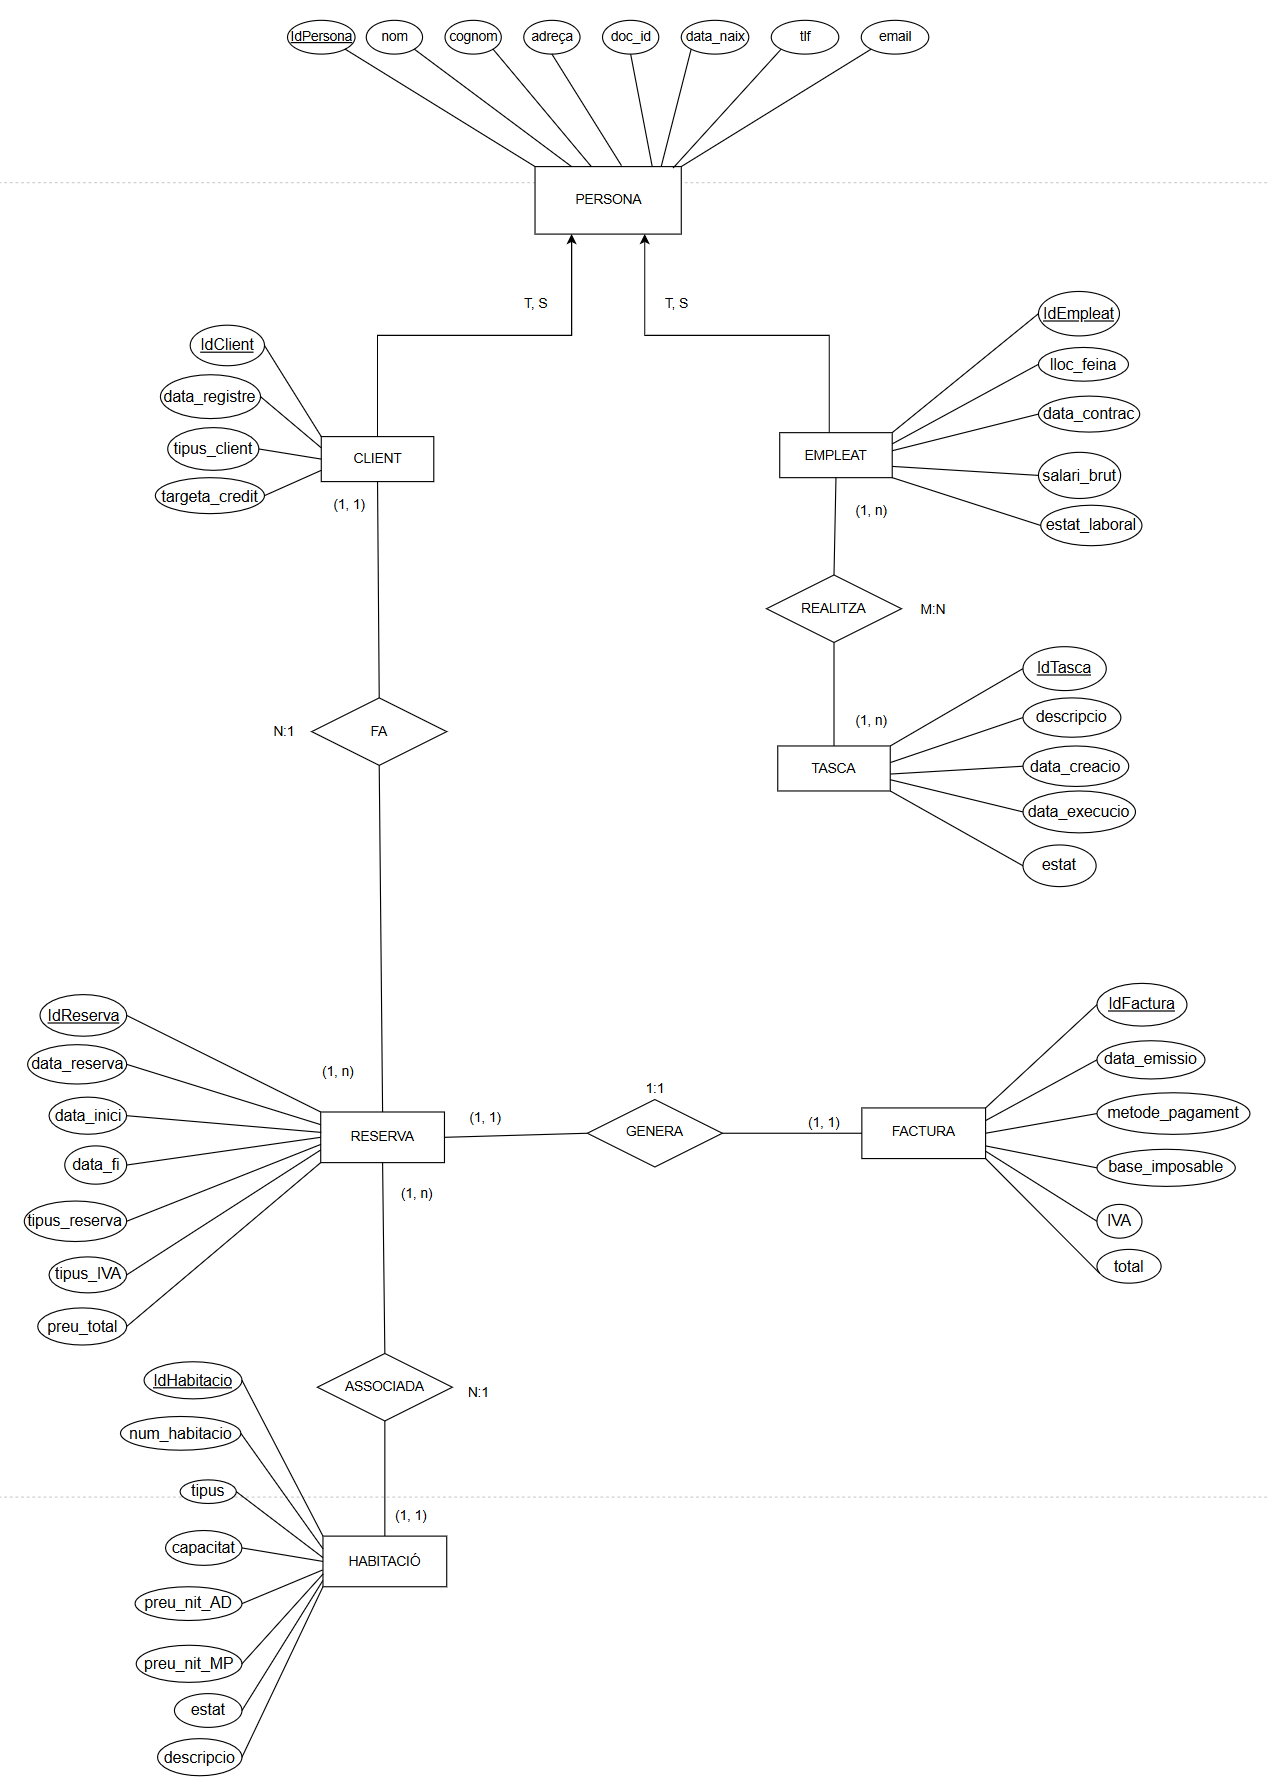 IdPersona
nom
cognom
adreça
doc_id
data_naix
tlf
email
PERSONA
T, S
T, S
IdClient
data_registre
tipus_client
targeta_credit
CLIENT
(1, 1)
IdEmpleat
lloc_feina
data_contrac
salari_brut
estat_laboral
EMPLEAT
(1, n)
REALITZA
M:N
(1, n)
TASCA
IdTasca
descripcio
data_creacio
data_execucio
estat
N:1
FA
(1, n)
IdReserva
data_reserva
data_inici
data_fi
tipus_reserva
tipus_IVA
preu_total
RESERVA
(1, 1)
1:1
GENERA
(1, 1)
FACTURA
IdFactura
data_emissio
metode_pagament
base_imposable
IVA
total
(1, n)
ASSOCIADA
N:1
(1, 1)
HABITACIÓ
IdHabitacio
num_habitacio
tipus
capacitat
preu_nit_AD
preu_nit_MP
estat
descripcio